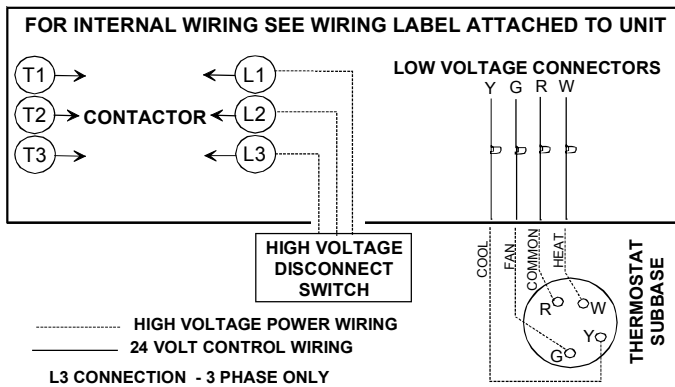 FOR INTERNAL WIRING SEE WIRING LABEL ATTACHED TO UNIT
T1
T2
T3
CONTACTOR
L1
L2
L3
LOW VOLTAGE CONNECTORS
Y G R W
HIGH VOLTAGE
DISCONNECT
SWITCH
COOL
FAN
COMMON
HEAT
R
W
Y
G
THERMOSTAT
SUBBASE
HIGH VOLTAGE POWER WIRING
24 VOLT CONTROL WIRING
L3 CONNECTION - 3 PHASE ONLY